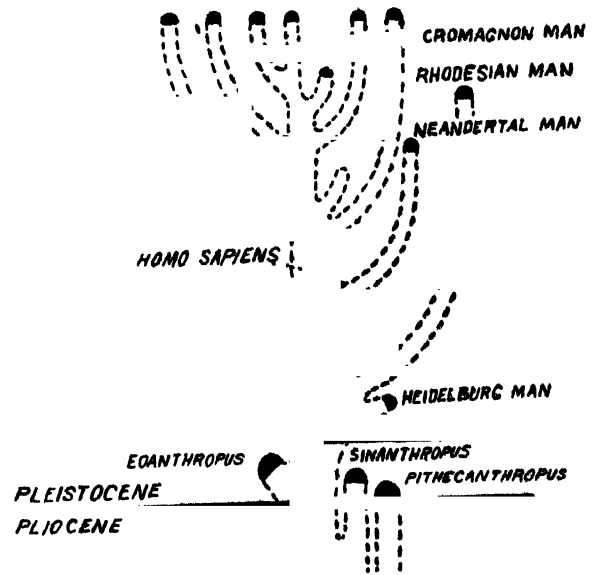 CROMAGNON MAN
RHODESIAN MAN
NEANDERTAL MAN
HOMO SAPIENS
HEIDELBURG MAN
SINANTHROPUS
EOANTHROPUS
PITHECANTHROPUS
PLEISTOCENE
PLIOCENE